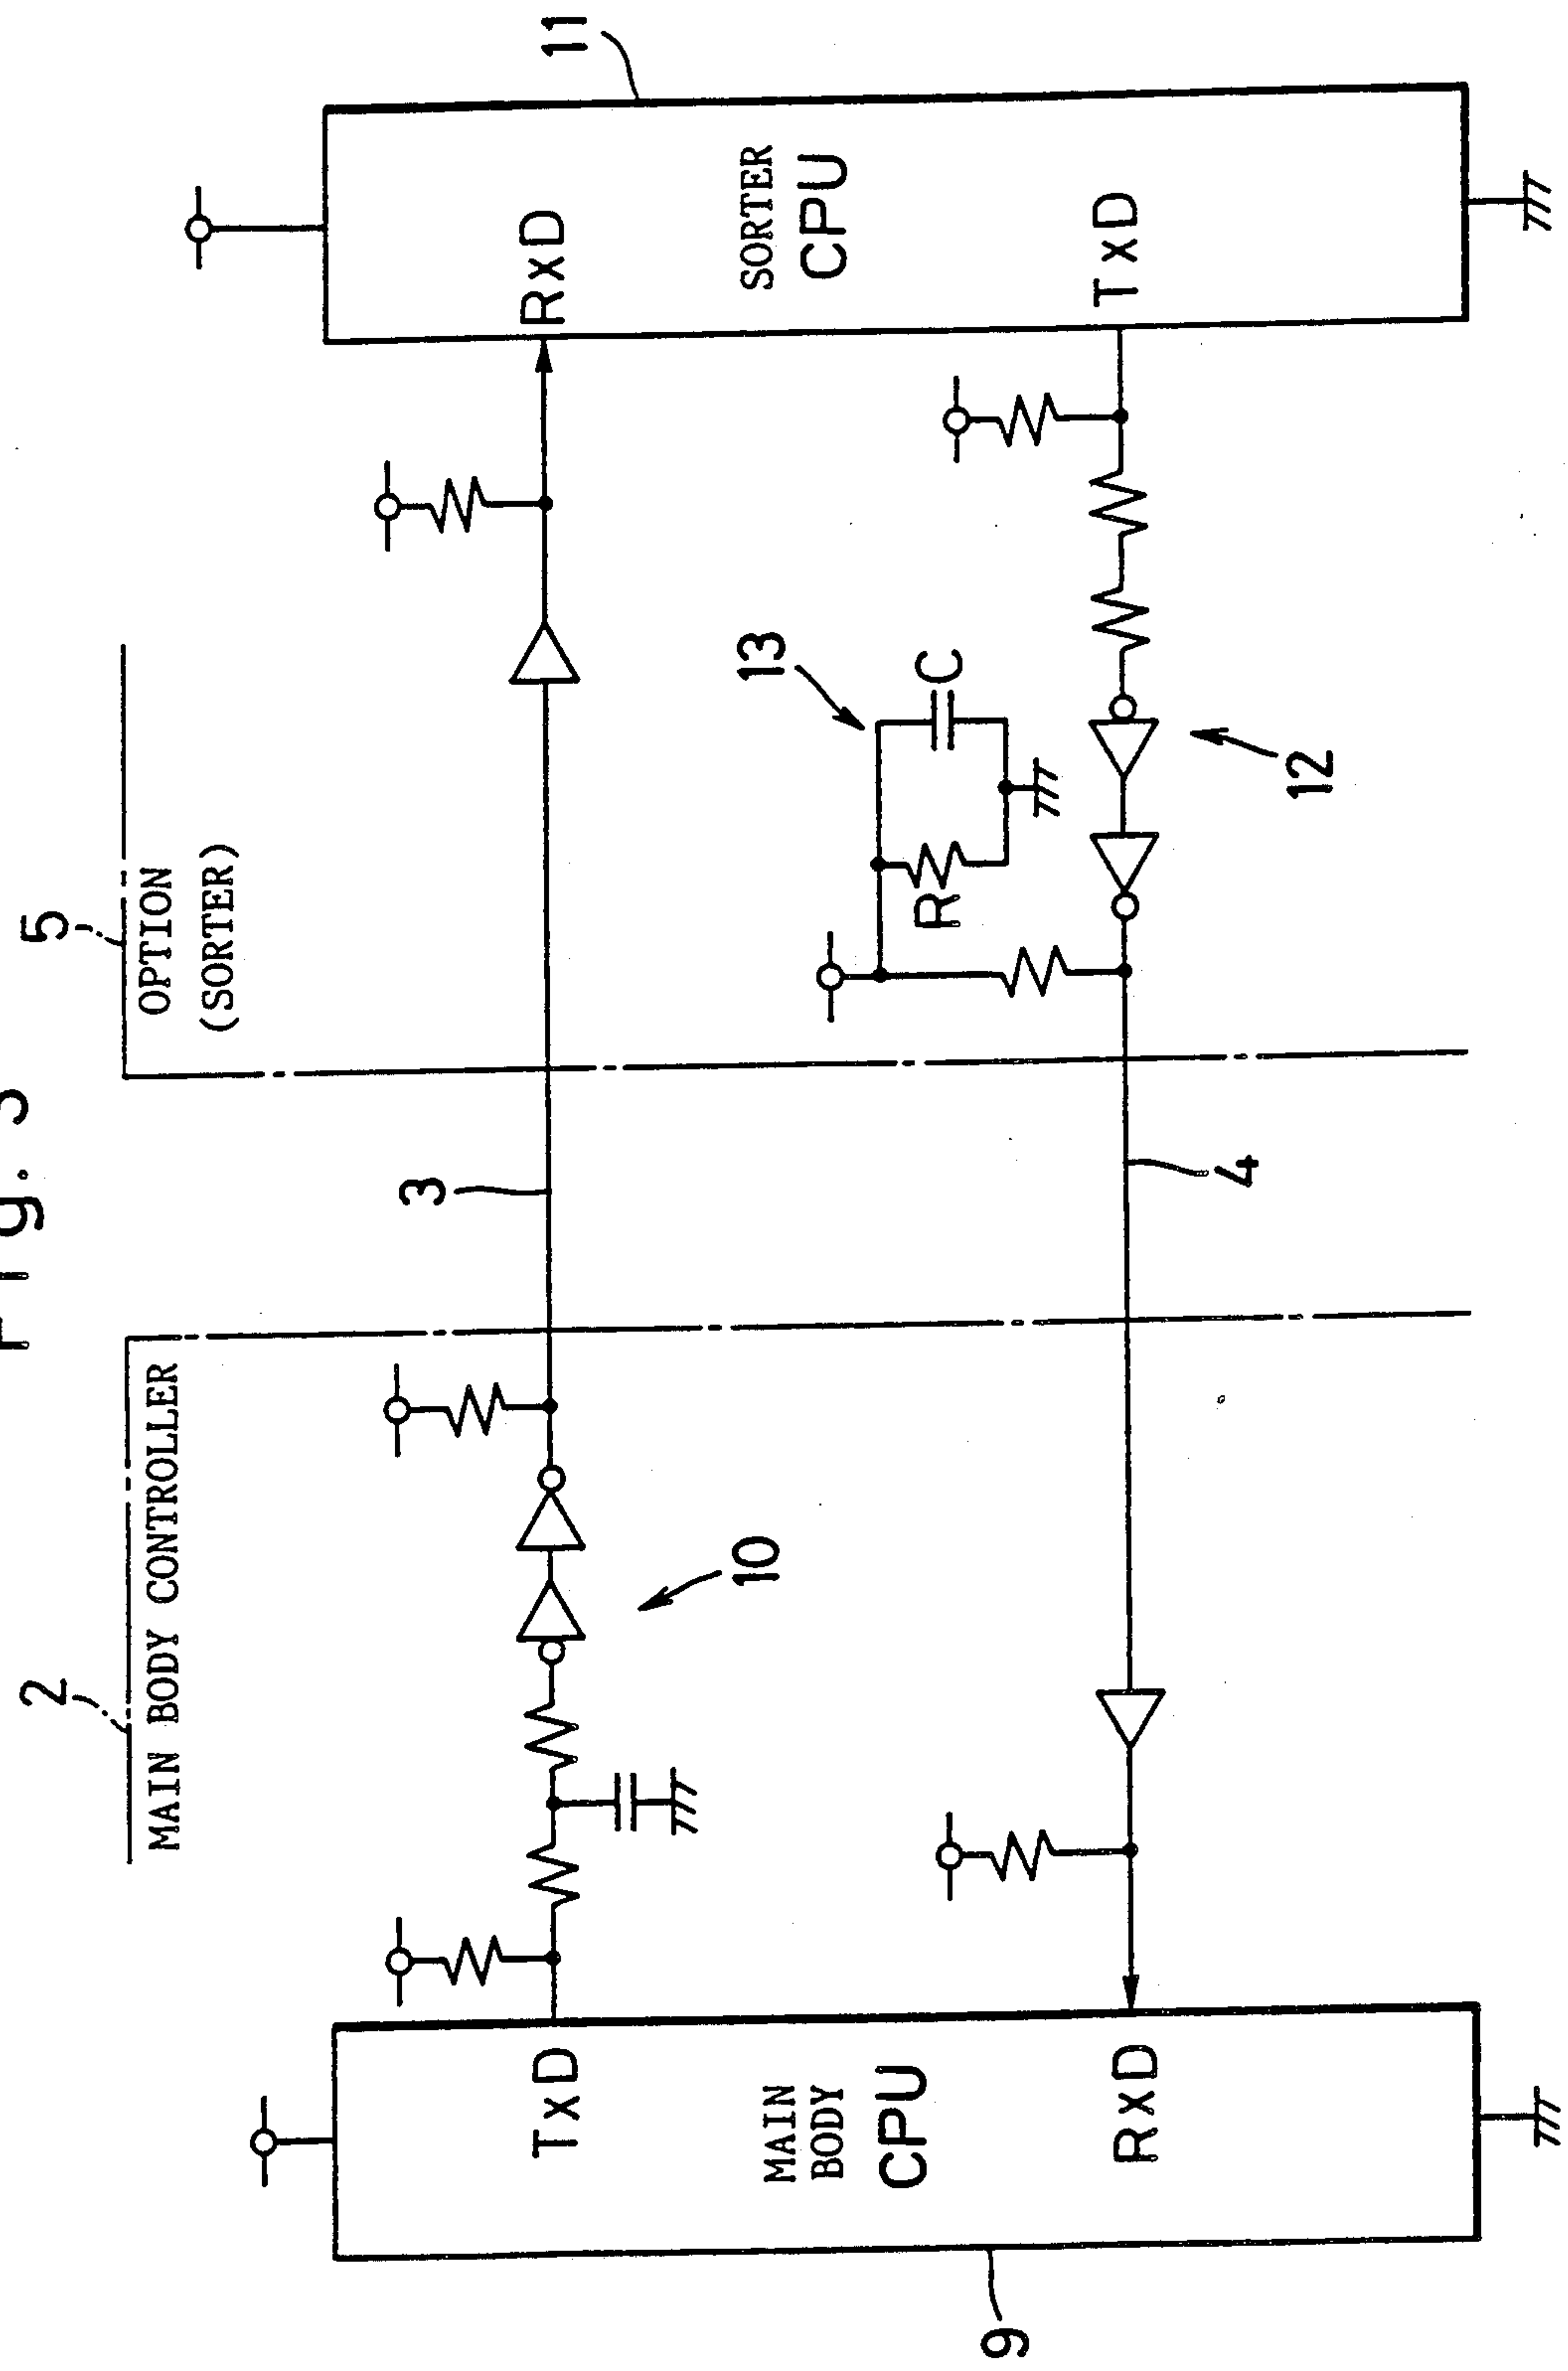 Fig. 3
2
MAIN BODY CONTROLLER
5
OPTION
(SORTER)
9
MAIN
BODY
CPU
TxD
RxD
10
3
4
13
R
C
12
11
RxD
SORTER
CPU
TxD